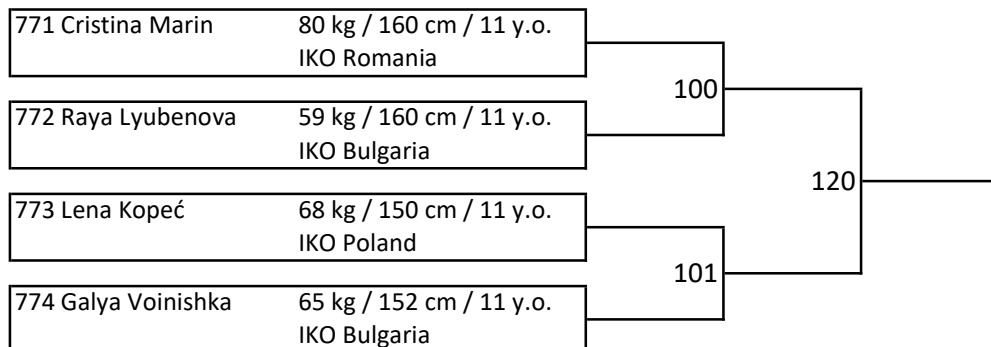 771 Cristina Marin 80 kg / 160 cm / 11 y.o.
IKO Romania
100
772 Raya Lyubenova 59 kg / 160 cm / 11 y.o.
IKO Bulgaria
120
773 Lena Kopeć 68 kg / 150 cm / 11 y.o.
IKO Poland
101
774 Galya Voinishka 65 kg / 152 cm / 11 y.o.
IKO Bulgaria